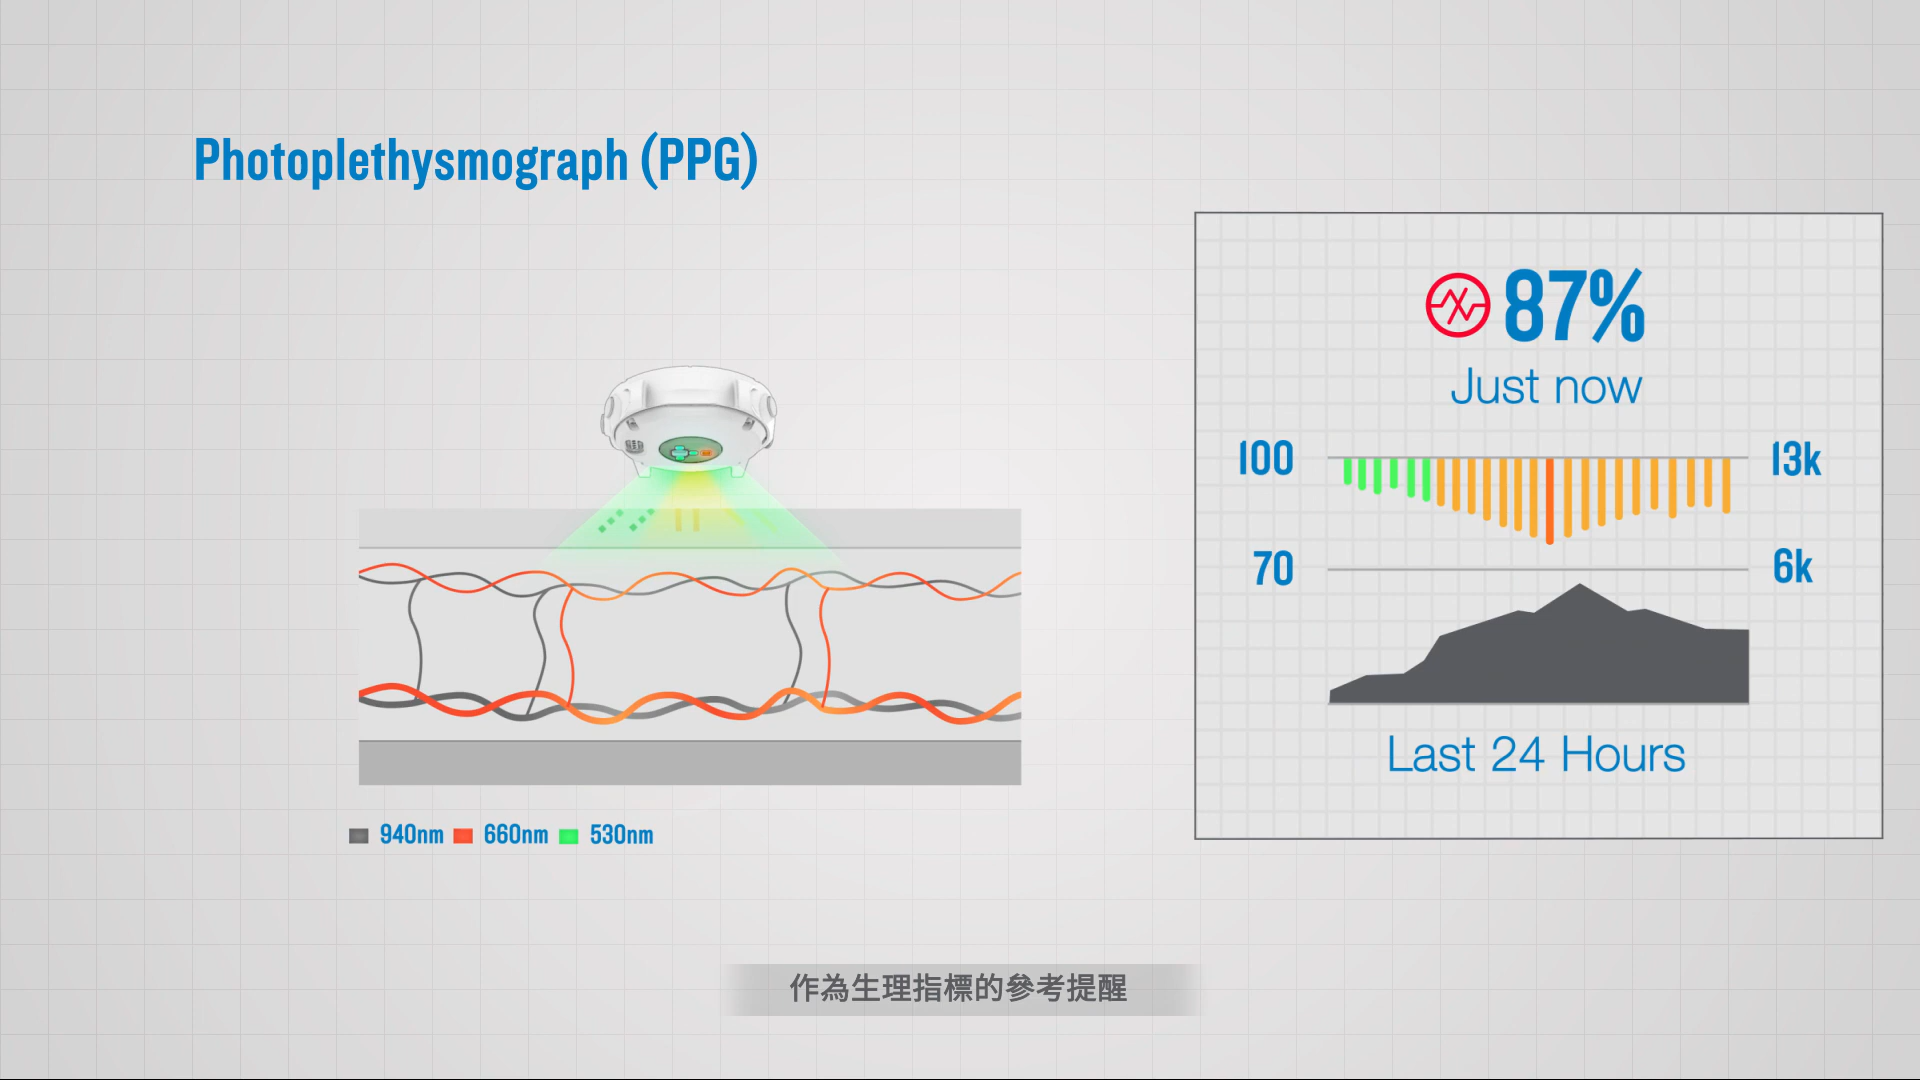 Photoplethysmograph (PPG)
87%
Just now
100
13k
70
6k
Last 24 Hours
940nm 660nm 530nm
作為生理指標的參考提醒